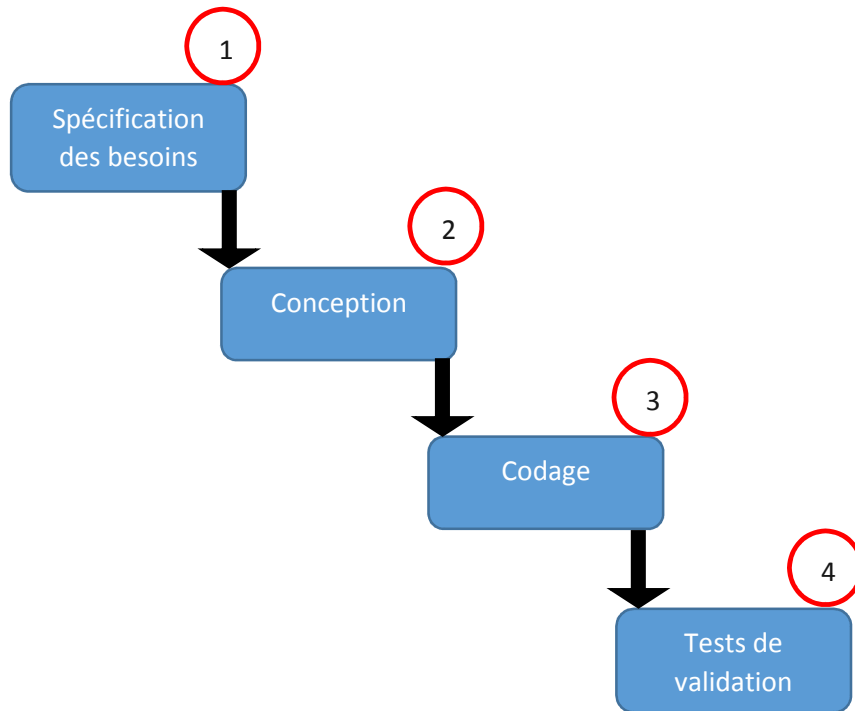 1
Spécification
des besoins
2
Conception
3
Codage
4
Tests de
validation